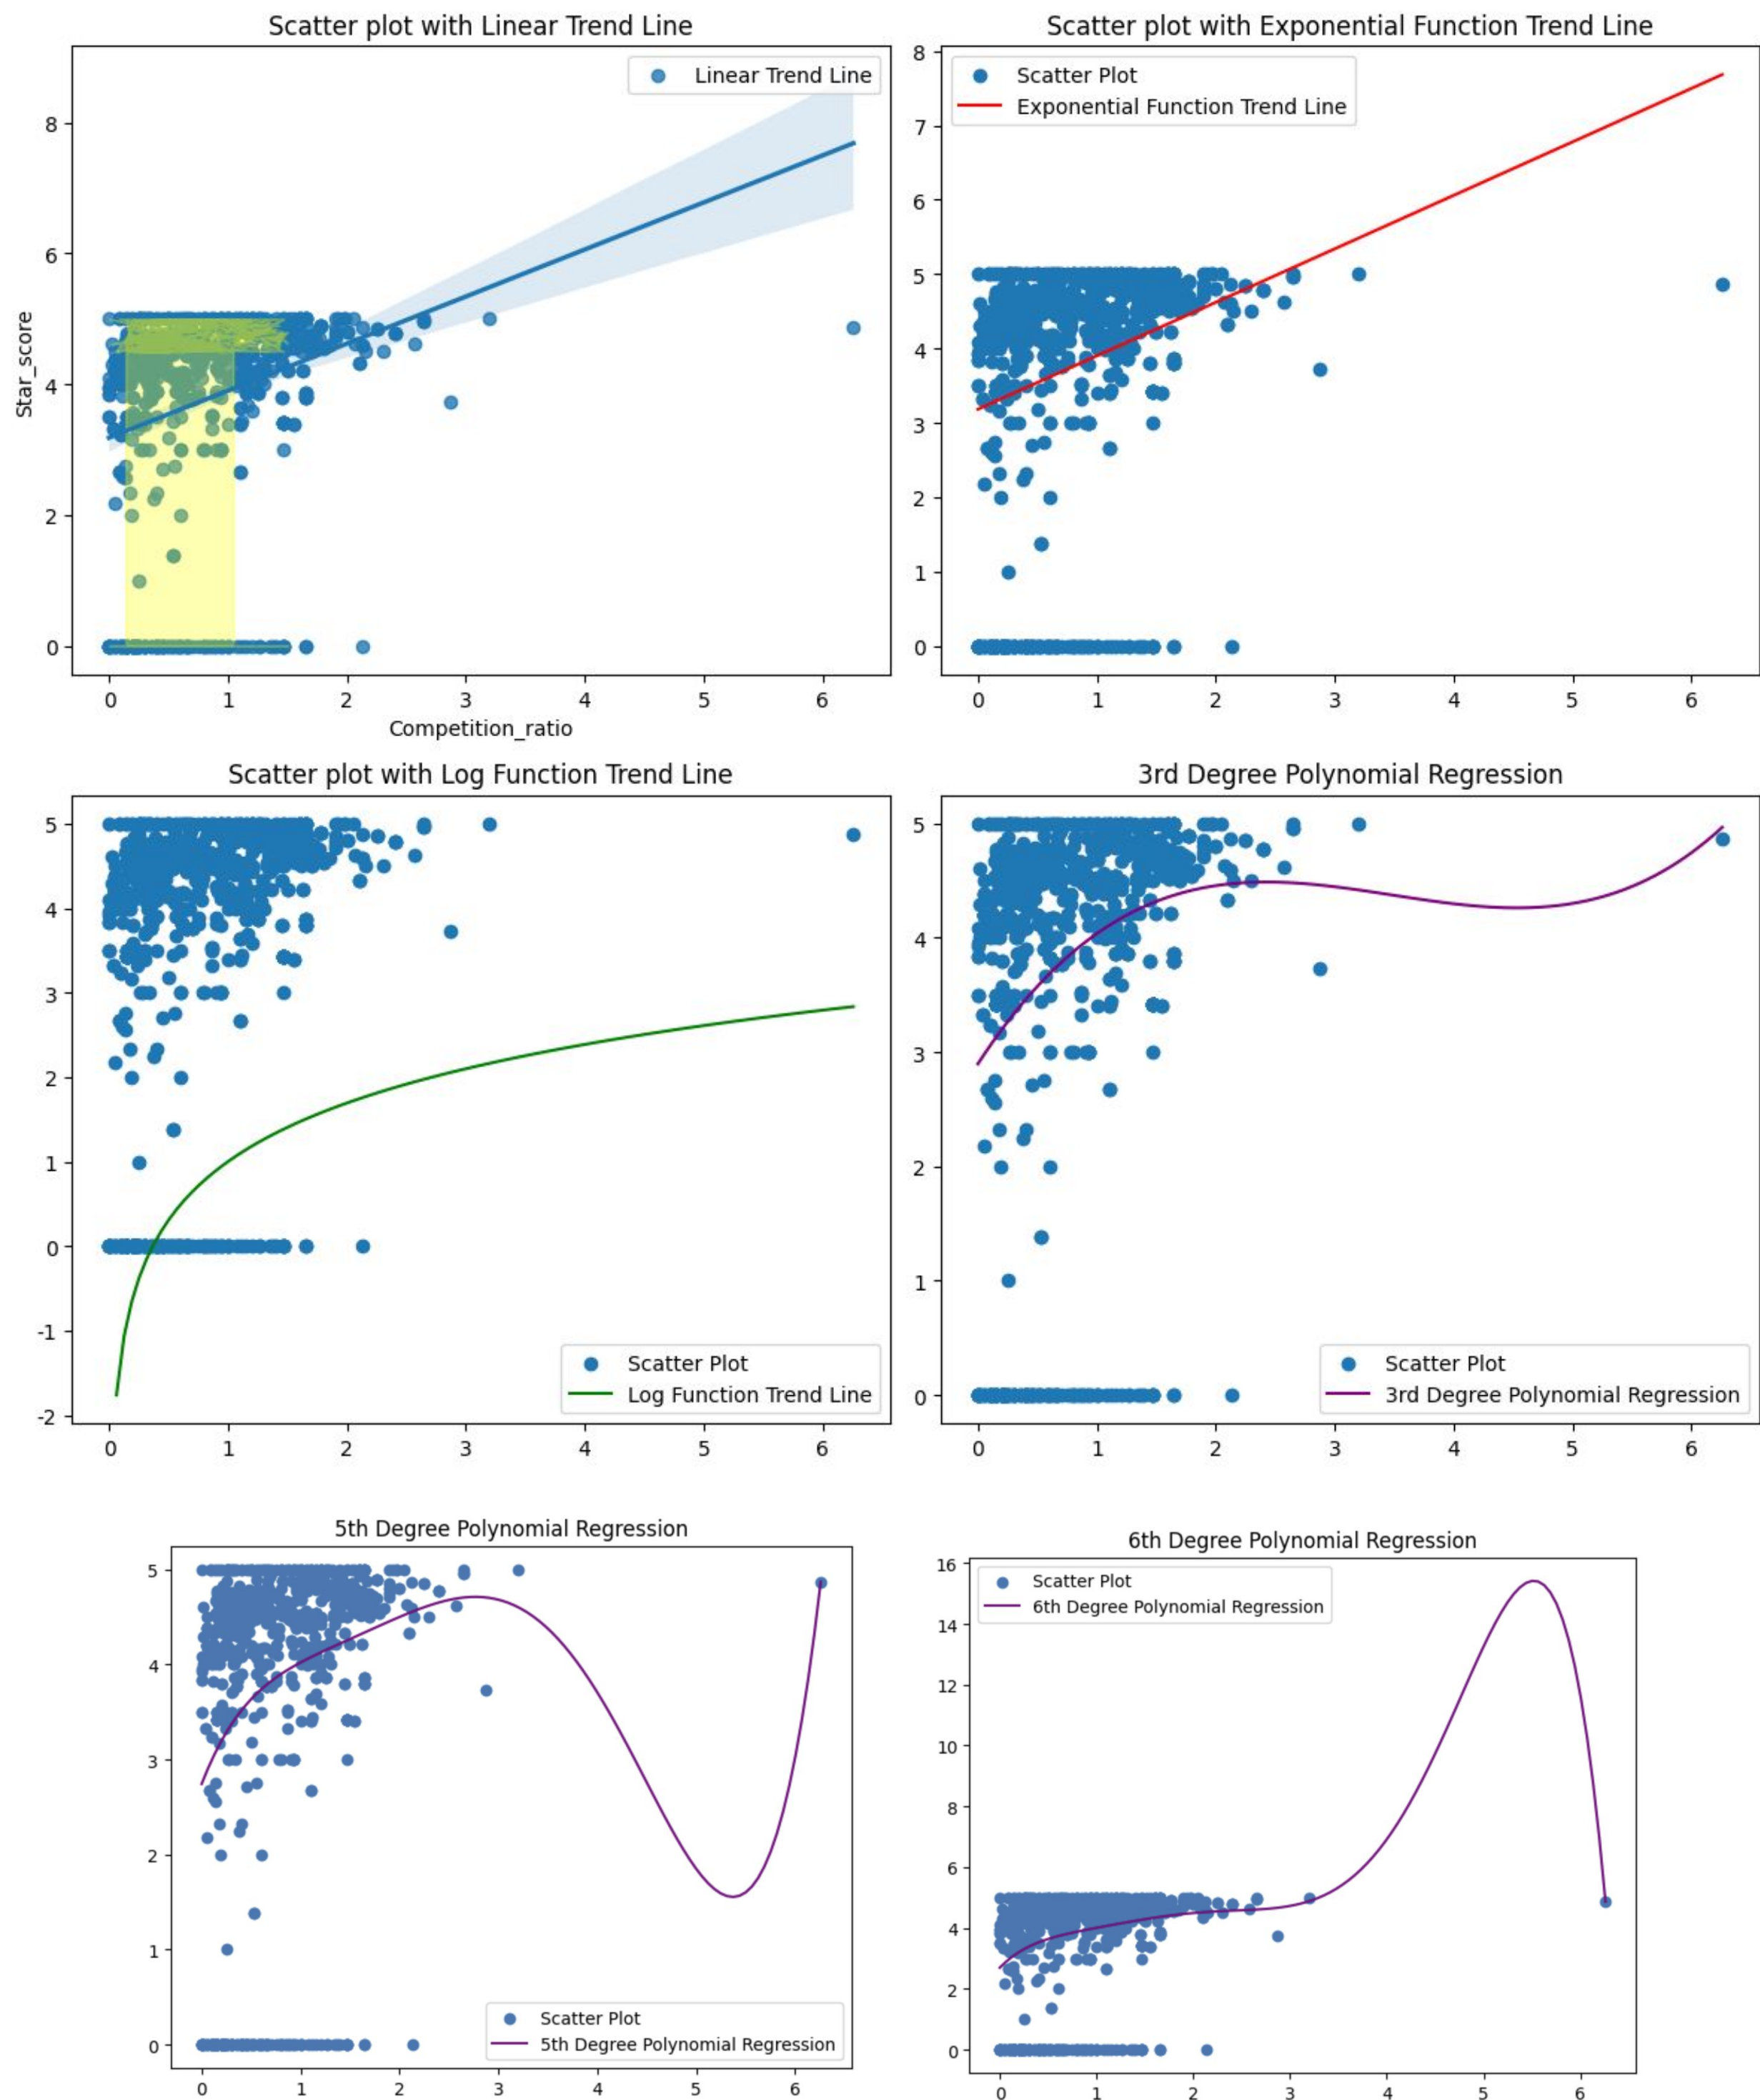 Scatter plot with Linear Trend Line
Linear Trend Line
8
6
4
2
0
Star_score
0 1 2 3 4 5 6
Competition_ratio
Scatter plot with Exponential Function Trend Line
Scatter Plot
Exponential Function Trend Line
8
7
6
5
4
3
2
1
0
0 1 2 3 4 5 6
Scatter plot with Log Function Trend Line
5
4
3
2
1
0
-1
-2
Scatter Plot
Log Function Trend Line
0 1 2 3 4 5 6
3rd Degree Polynomial Regression
5
4
3
2
1
0
Scatter Plot
3rd Degree Polynomial Regression
0 1 2 3 4 5 6
5th Degree Polynomial Regression
5
4
3
2
1
0
Scatter Plot
5th Degree Polynomial Regression
0 1 2 3 4 5 6
6th Degree Polynomial Regression
Scatter Plot
6th Degree Polynomial Regression
16
14
12
10
8
6
4
2
0
0 1 2 3 4 5 6